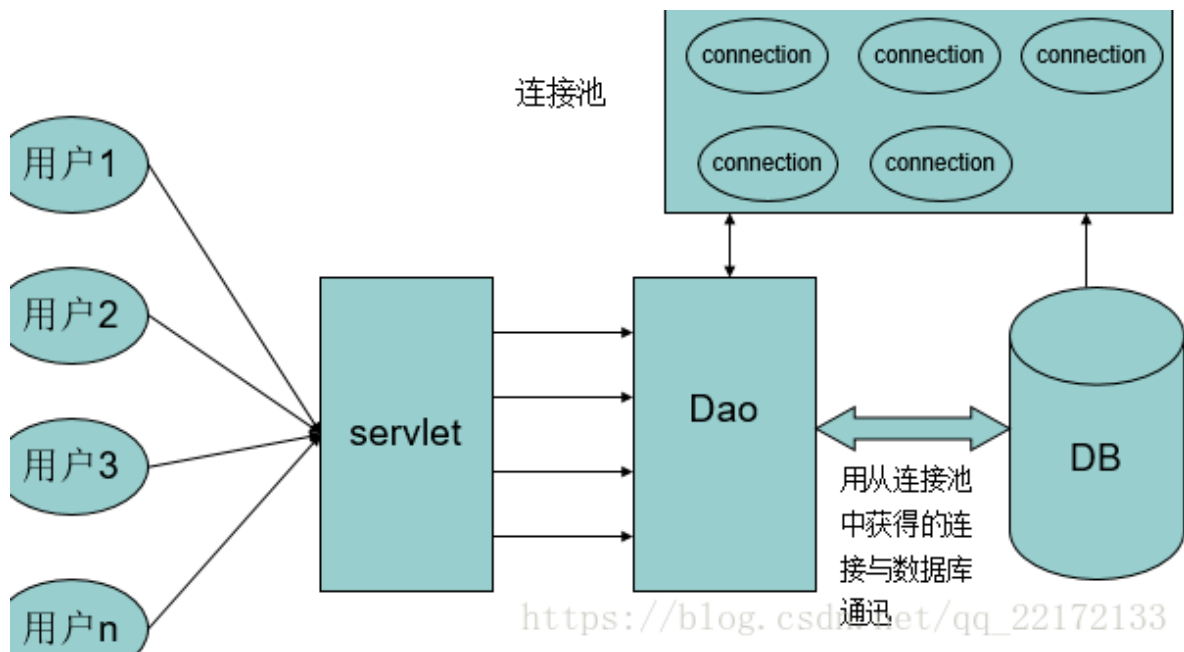 connection
connection
connection
连接池
connection
connection
用户1
用户2
用户3
用户n
servlet
Dao
DB
用从连接池
中获得的连
接与数据库
通迅
https://blog.csdn.net/qq_22172133